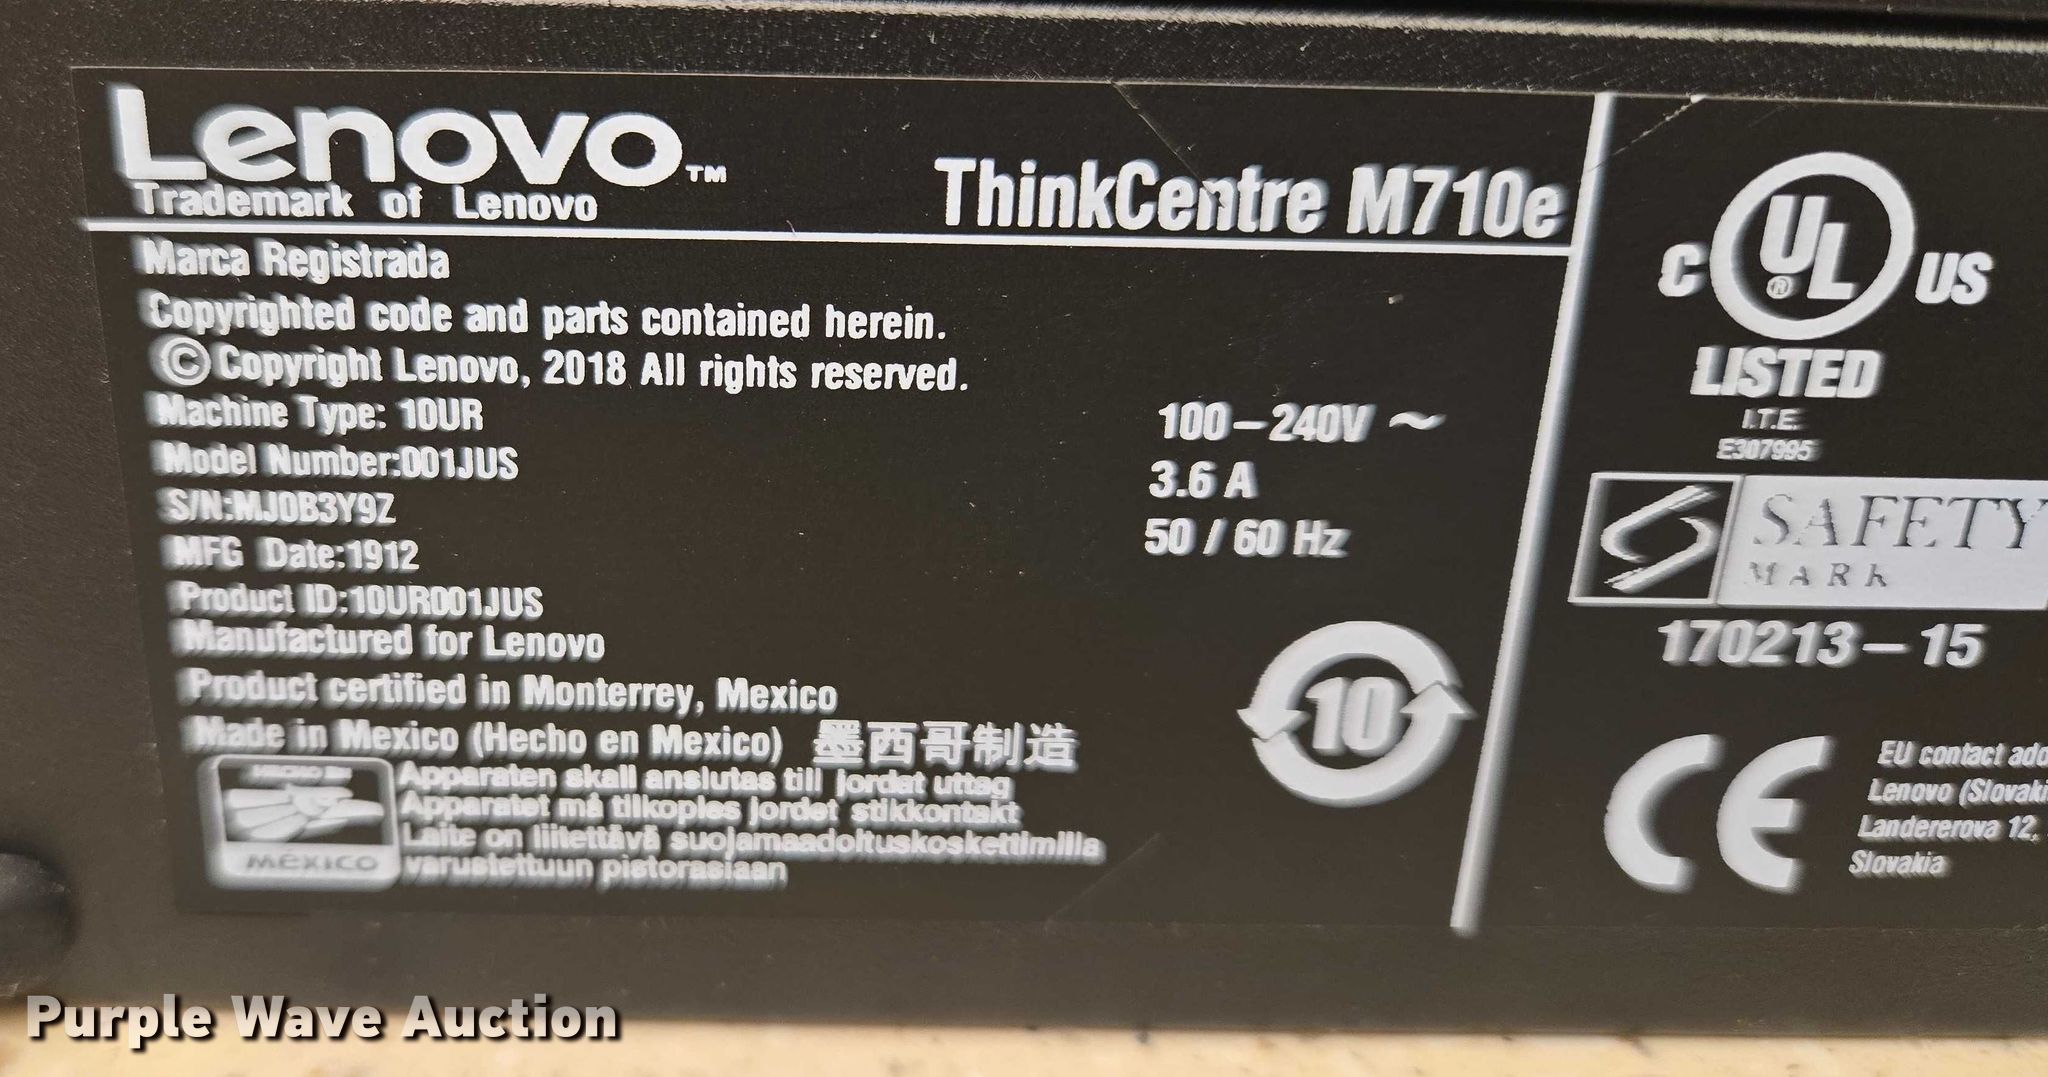 Lenovo™
Trademark of Lenovo
ThinkCentre M710e
Marca Registrada
Copyrighted code and parts contained herein.
©Copyright Lenovo, 2018 All rights reserved.
Machine Type: 10UR
Model Number:001JUS
S/N:MJ0B3Y9Z
MFG Date:1912
Product ID:10UR001JUS
Manufactured for Lenovo
Product certified in Monterrey, Mexico
Made in Mexico (Hecho en Mexico) 墨西哥制造
HECHO EN
MéXICO
Apparaten skall anslutas till jordat uttag
Apparatet må tilkoples jordet stikkontakt
Laite on liitettävä suojamaadoituskoskettimilla
varustettuun pistorasiaan
100–240V ~
3.6 A
50 / 60 Hz
10
C UL® US
LISTED
I.T.E.
E307995
SAFETY
MARK
170213–15
CE
EU contact add
Lenovo (Slovaki
Landererova 12,
Slovakia
Purple Wave Auction